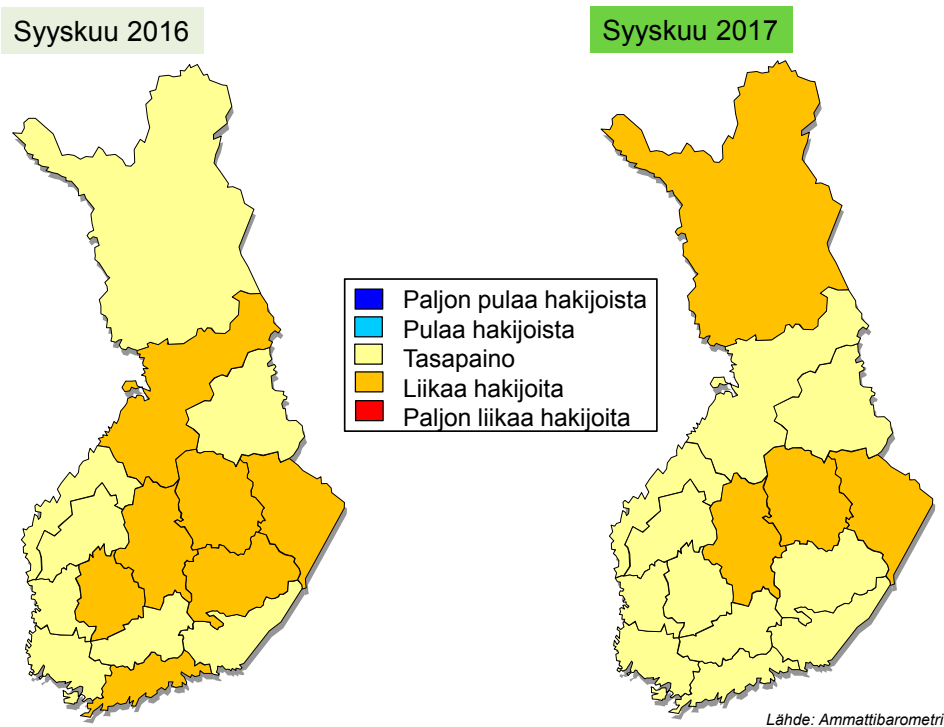 Syyskuu 2016
Syyskuu 2017
Paljon pulaa hakijoista
Pulaa hakijoista
Tasapaino
Liikaa hakijoita
Paljon liikaa hakijoita
Lähde: Ammattibarometri